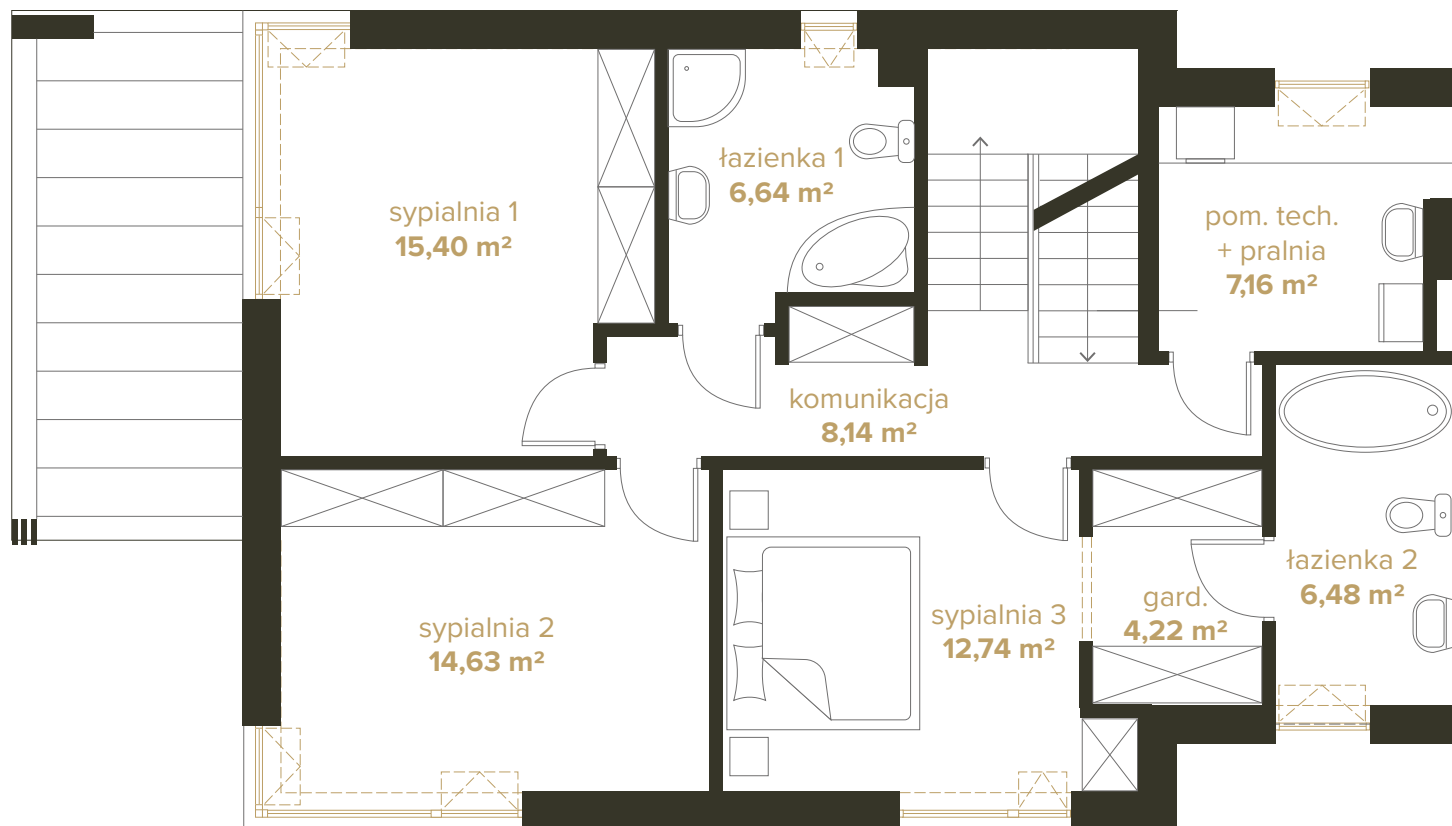 sypialnia 1
15,40 m²
łazienka 1
6,64 m²
pom. tech.
+ pralnia
7,16 m²
komunikacja
8,14 m²
sypialnia 2
14,63 m²
sypialnia 3
12,74 m²
gard.
4,22 m²
łazienka 2
6,48 m²